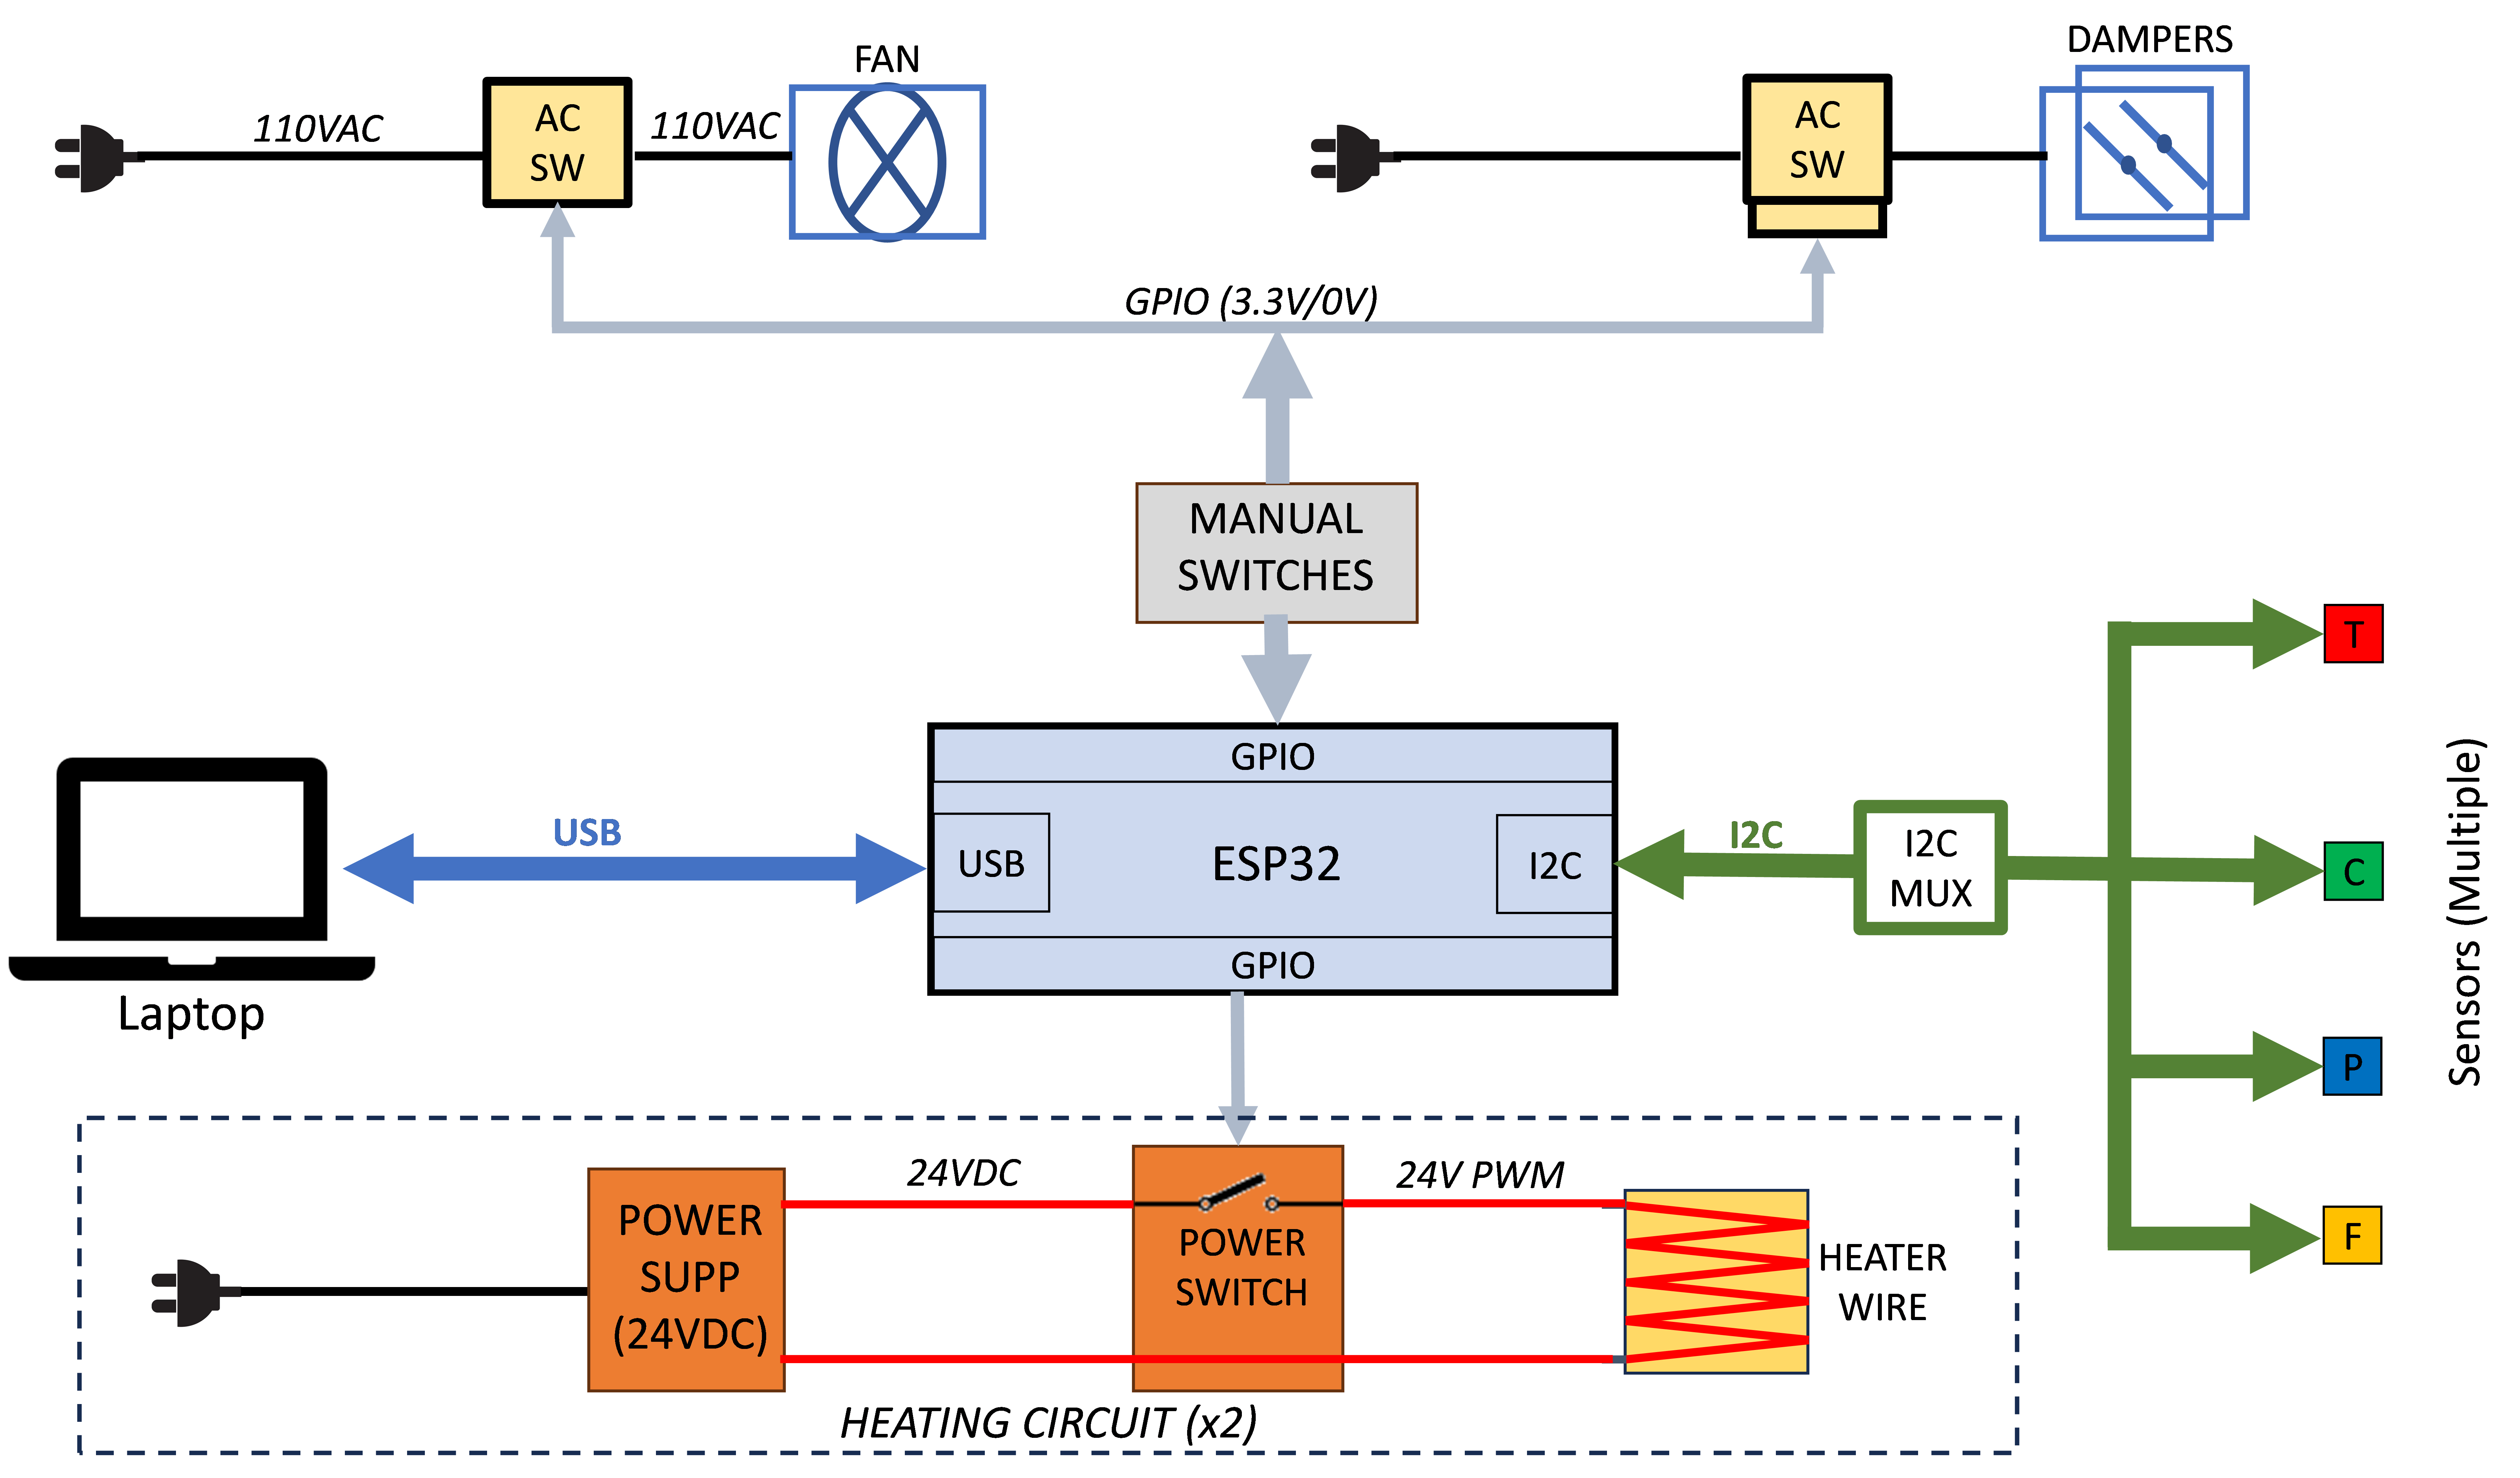 FAN
DAMPERS
110VAC
AC
SW
110VAC
AC
SW
GPIO (3.3V/0V)
MANUAL
SWITCHES
T
GPIO
USB
USB
ESP32
I2C
I2C
I2C
MUX
C
Sensors (Multiple)
GPIO
Laptop
P
24VDC
24V PWM
POWER
SUPP
(24VDC)
POWER
SWITCH
HEATER
WIRE
F
HEATING CIRCUIT (x2)